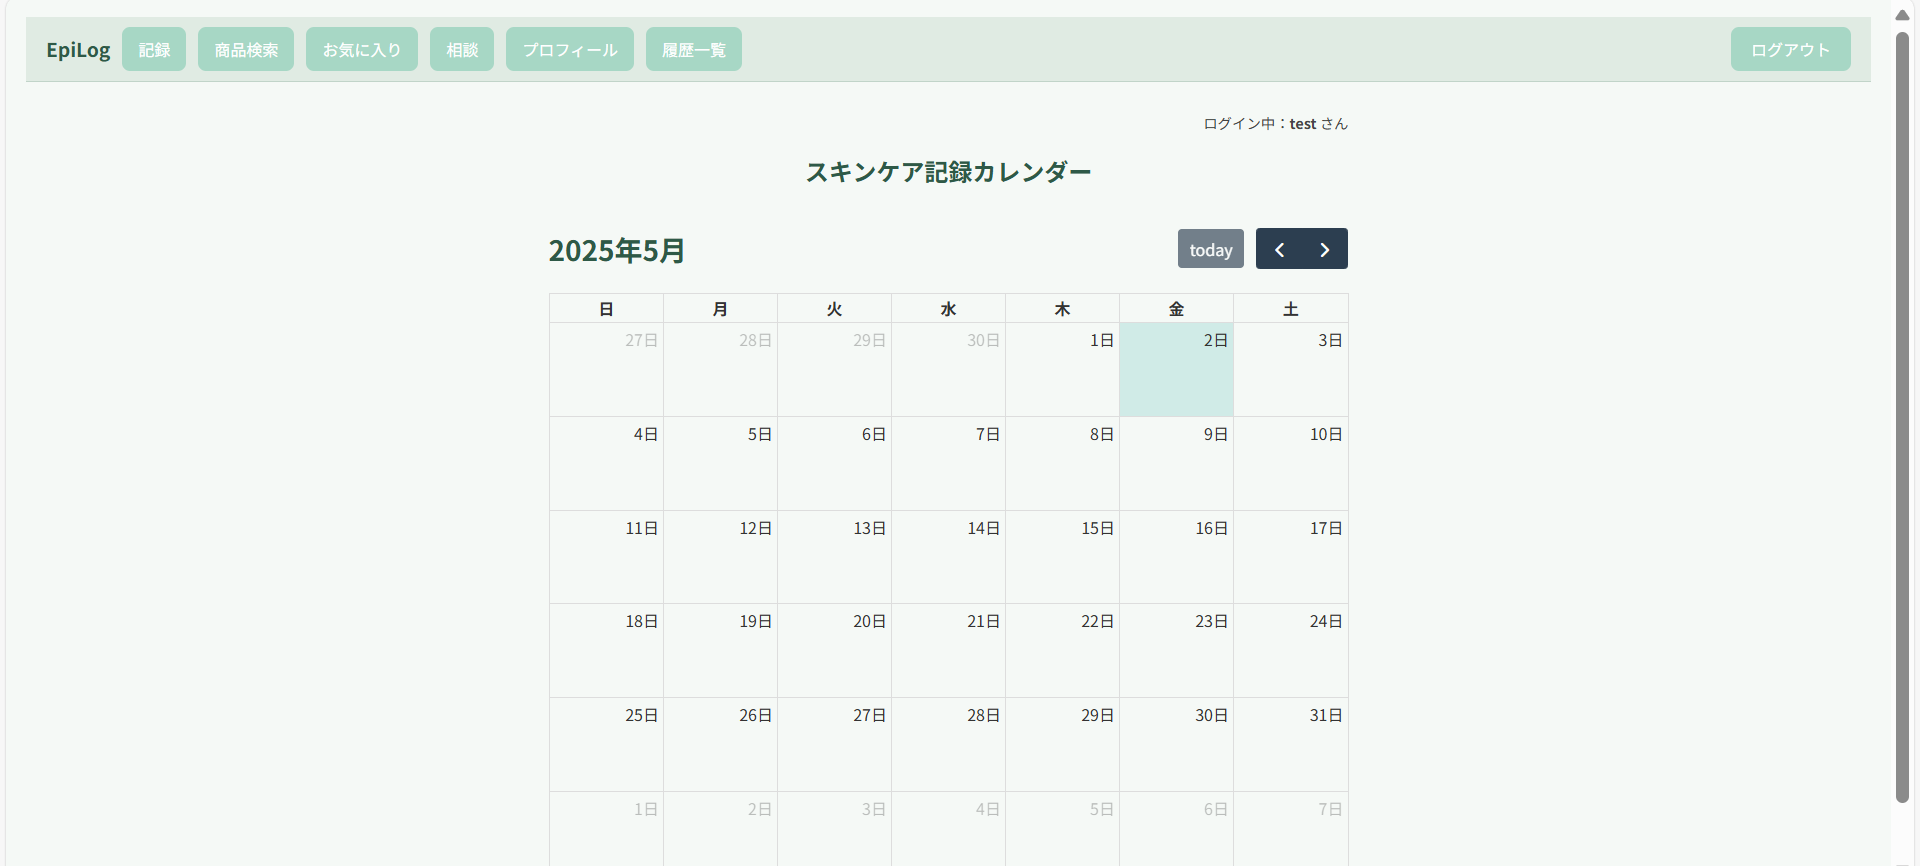 EpiLog 記録 商品検索 お気に入り 相談 プロフィール 履歴一覧 ログアウト
ログイン中：test さん
スキンケア記録カレンダー
2025年5月 today
日 月 火 水 木 金 土
27日 28日 29日 30日 1日 2日 3日
4日 5日 6日 7日 8日 9日 10日
11日 12日 13日 14日 15日 16日 17日
18日 19日 20日 21日 22日 23日 24日
25日 26日 27日 28日 29日 30日 31日
1日 2日 3日 4日 5日 6日 7日